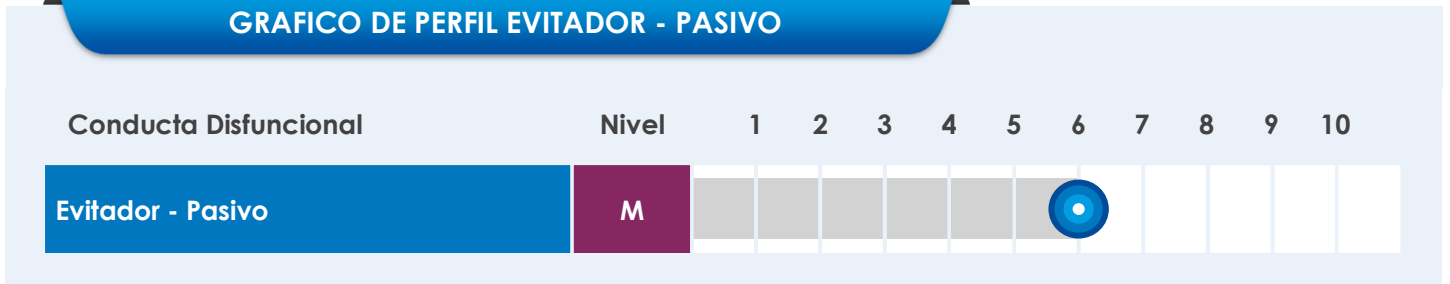 GRAFICO DE PERFIL EVITADOR - PASIVO
Conducta Disfuncional Nivel 1 2 3 4 5 6 7 8 9 10
Evitador - Pasivo M